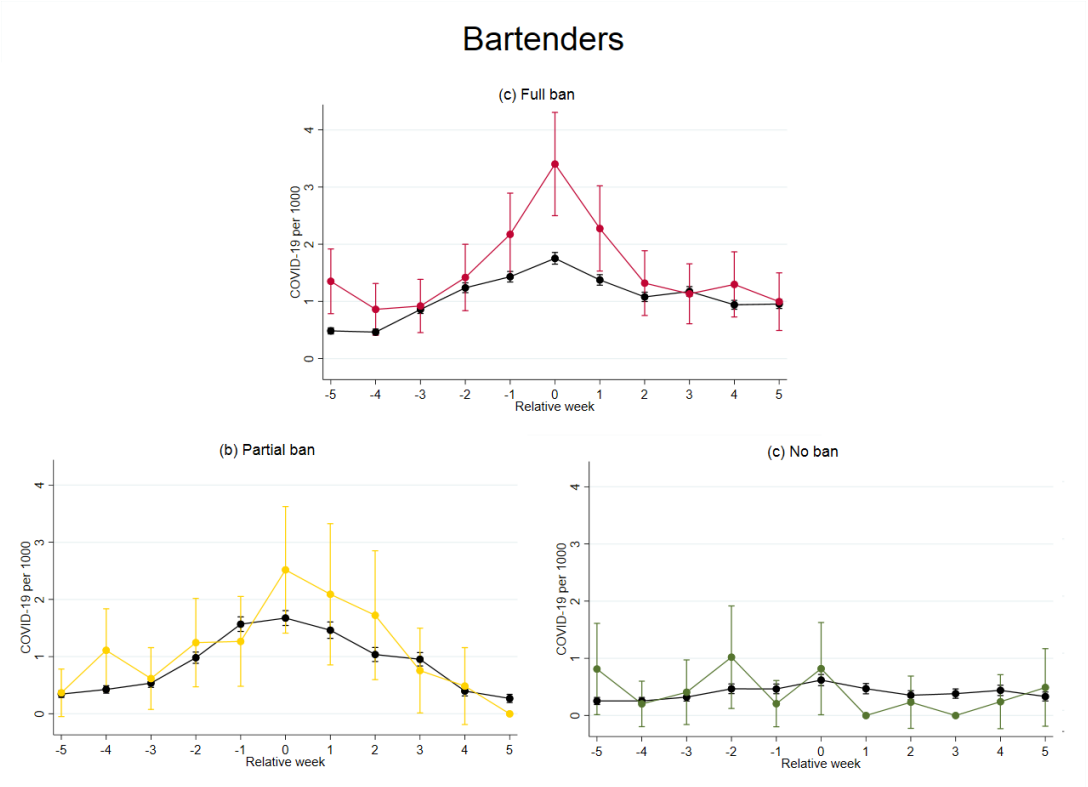 Bartenders
(c) Full ban
COVID-19 per 1000
4
3
2
1
0
-5 -4 -3 -2 -1 0 1 2 3 4 5
Relative week
(b) Partial ban
COVID-19 per 1000
4
3
2
1
0
-5 -4 -3 -2 -1 0 1 2 3 4 5
Relative week
(c) No ban
COVID-19 per 1000
4
3
2
1
0
-5 -4 -3 -2 -1 0 1 2 3 4 5
Relative week